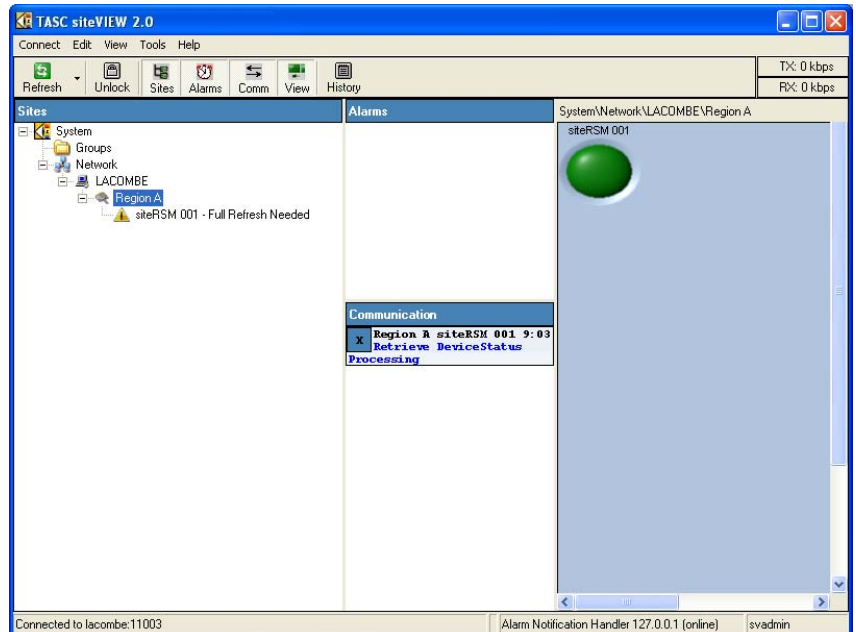 TASC siteVIEW 2.0
Connect Edit View Tools Help
Refresh Unlock Sites Alarms Comm View History
TX: 0 kbps
RX: 0 kbps
Sites
System
Groups
Network
LACOMBE
Region A
siteRSM 001 - Full Refresh Needed
Alarms
Communication
X Region A siteRSM 001 9:03
Retrieve DeviceStatus
Processing
System\Network\LACOMBE\Region A
siteRSM 001
Connected to lacombe:11003
Alarm Notification Handler 127.0.0.1 (online)
svadmin